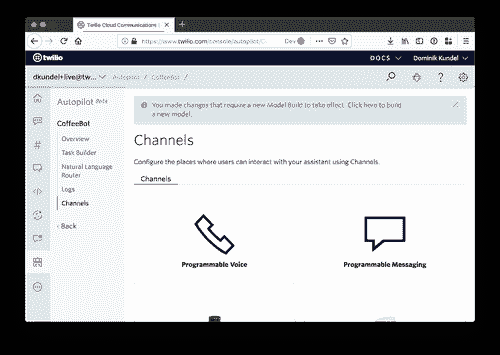 Twilio Cloud Communications
https://www.twilio.com/console/autopilot/C
Dev
twilio
DOCS
Dominik Kundel
dkundel+live@tw...
Autopilot / CoffeeBot /
Autopilot Beta
CoffeeBot
Overview
Task Builder
Natural Language
Router
Logs
Channels
‹ Back
You made changes that require a new Model Build to take effect. Click here to build
a new model.
Channels
Configure the places where users can interact with your assistant using Channels.
Channels
Programmable Voice
Programmable Messaging